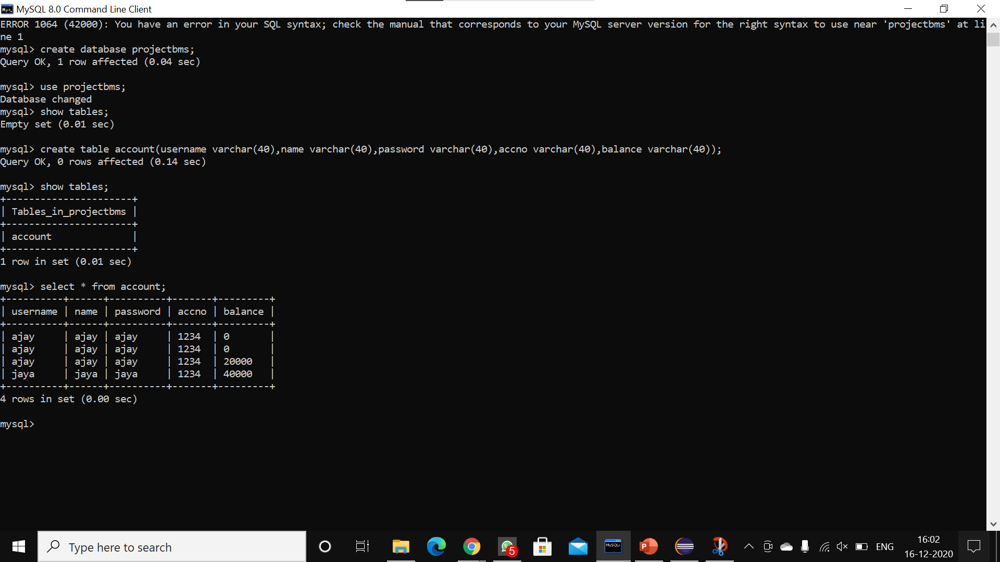 MySQL 8.0 Command Line Client
ERROR 1064 (42000): You have an error in your SQL syntax; check the manual that corresponds to your MySQL server version for the right syntax to use near 'projectbms' at li
ne 1
mysql> create database projectbms;
Query OK, 1 row affected (0.04 sec)
mysql> use projectbms;
Database changed
mysql> show tables;
Empty set (0.01 sec)
mysql> create table account(username varchar(40),name varchar(40),password varchar(40),accno varchar(40),balance varchar(40));
Query OK, 0 rows affected (0.14 sec)
mysql> show tables;
+----------------------+
| Tables_in_projectbms |
+----------------------+
| account              |
+----------------------+
1 row in set (0.01 sec)
mysql> select * from account;
+----------+------+----------+-------+---------+
| username | name | password | accno | balance |
+----------+------+----------+-------+---------+
| ajay     | ajay | ajay     | 1234  | 0       |
| ajay     | ajay | ajay     | 1234  | 0       |
| ajay     | ajay | ajay     | 1234  | 20000   |
| jaya     | jaya | jaya     | 1234  | 40000   |
+----------+------+----------+-------+---------+
4 rows in set (0.00 sec)
mysql>
Type here to search
5
MySQL>
P
ENG
16:02
16-12-2020